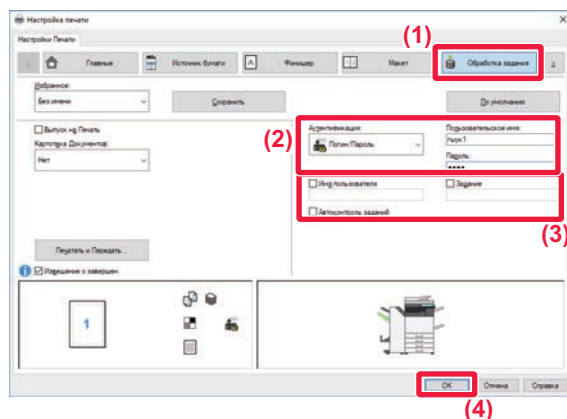 Настройка печати
Настройки Печати
(1)
Главные
Источник бумаги
Финишер
Макет
Обработка задания
Избранное:
Без имени
Сохранить
По умолчанию
Выпуск на Печать
Картотека Документов:
Нет
(2)
Аутентификация:
Логин/Пароль
Пользовательское имя:
Пароль:
••••
Имя пользователя
Задание
Автоконтроль заданий
(3)
Печатать и Передать...
Извещение о завершен.
1
OK
Отмена
Справка
(4)